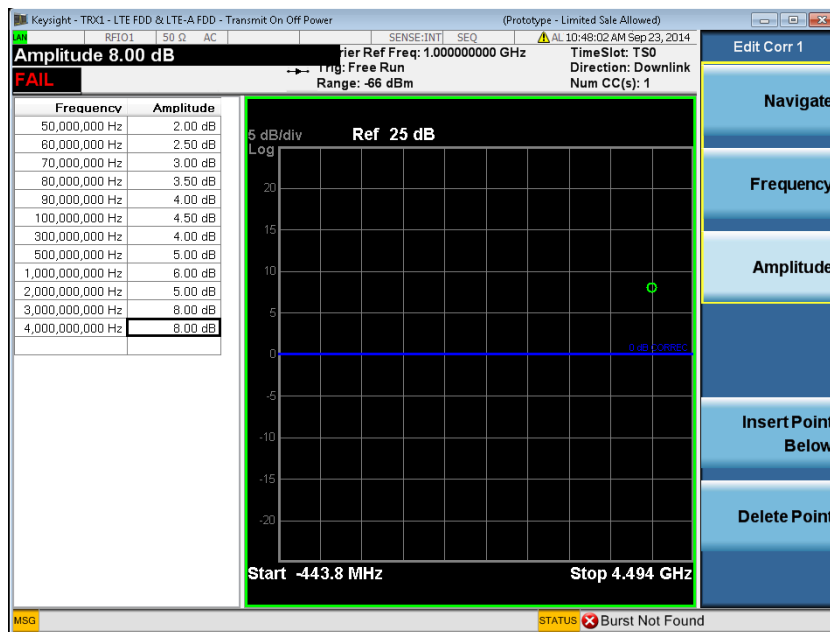 Keysight - TRX1 - LTE FDD & LTE-A FDD - Transmit On Off Power (Prototype - Limited Sale Allowed)
LAN RFIO1 50 Ω AC SENSE:INT SEQ AL 10:48:02 AM Sep 23, 2014
Amplitude 8.00 dB
rier Ref Freq: 1.000000000 GHz TimeSlot: TS0
Trig: Free Run Direction: Downlink
FAIL
Range: -66 dBm Num CC(s): 1
Edit Corr 1
Navigate
Frequency
Amplitude
Insert Point
Below
Delete Point
Frequency Amplitude
50,000,000 Hz 2.00 dB
60,000,000 Hz 2.50 dB
70,000,000 Hz 3.00 dB
80,000,000 Hz 3.50 dB
90,000,000 Hz 4.00 dB
100,000,000 Hz 4.50 dB
300,000,000 Hz 4.00 dB
500,000,000 Hz 5.00 dB
1,000,000,000 Hz 6.00 dB
2,000,000,000 Hz 5.00 dB
3,000,000,000 Hz 8.00 dB
4,000,000,000 Hz 8.00 dB
5 dB/div Ref 25 dB
Log
20
15
10
5
0
0 dB CORREC
-5
-10
-15
-20
Start -443.8 MHz Stop 4.494 GHz
MSG STATUS Burst Not Found